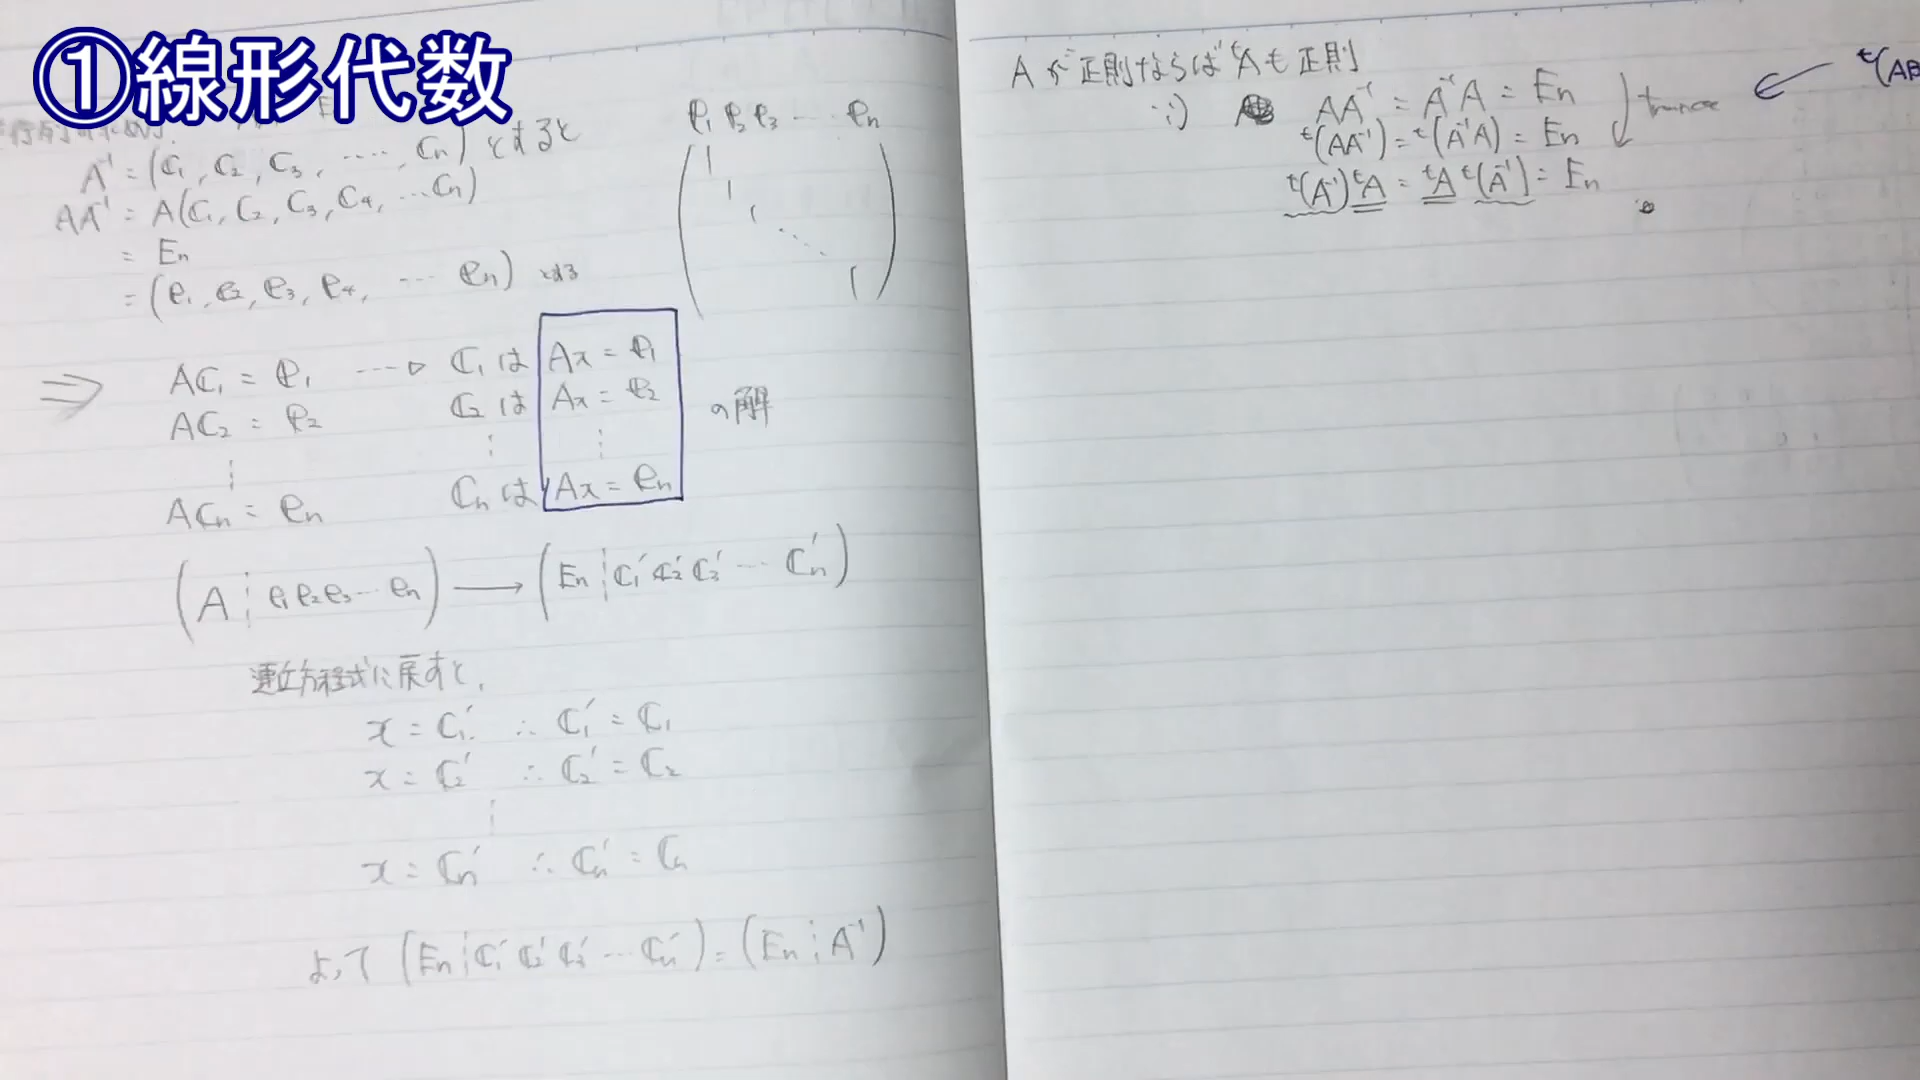 ①線形代数
A⁻¹ = (C₁, C₂, C₃, ‥‥, Cₙ) とすると
AA⁻¹ = A(C₁, C₂, C₃, C₄, …Cₙ)
= Eₙ
= (e₁, e₂, e₃, e₄, … eₙ)
e₁ e₂ e₃ … eₙ
⇒ AC₁ = e₁ ---▷ C₁ は Ax = e₁
AC₂ = e₂ C₂ は Ax = e₂
の解
⋮ ⋮ ⋮
ACₙ = eₙ Cₙ は Ax = eₙ
(A ¦ e₁ e₂ e₃ … eₙ) → (Eₙ ¦ C₁' C₂' C₃' … Cₙ')
連立方程式に戻すと,
x = C₁' ∴ C₁' = C₁
x = C₂' ∴ C₂' = C₂
⋮
x = Cₙ' ∴ Cₙ' = Cₙ
よって (Eₙ ¦ C₁' C₂' C₃' … Cₙ') = (Eₙ ¦ A⁻¹)
Aが正則ならば ᵗAも正則
∵) AA⁻¹ = A⁻¹A = Eₙ
ᵗ(AA⁻¹) = ᵗ(A⁻¹A) = Eₙ
ᵗ(A⁻¹)ᵗA = ᵗA ᵗ(A⁻¹) = Eₙ
← ᵗ(AB